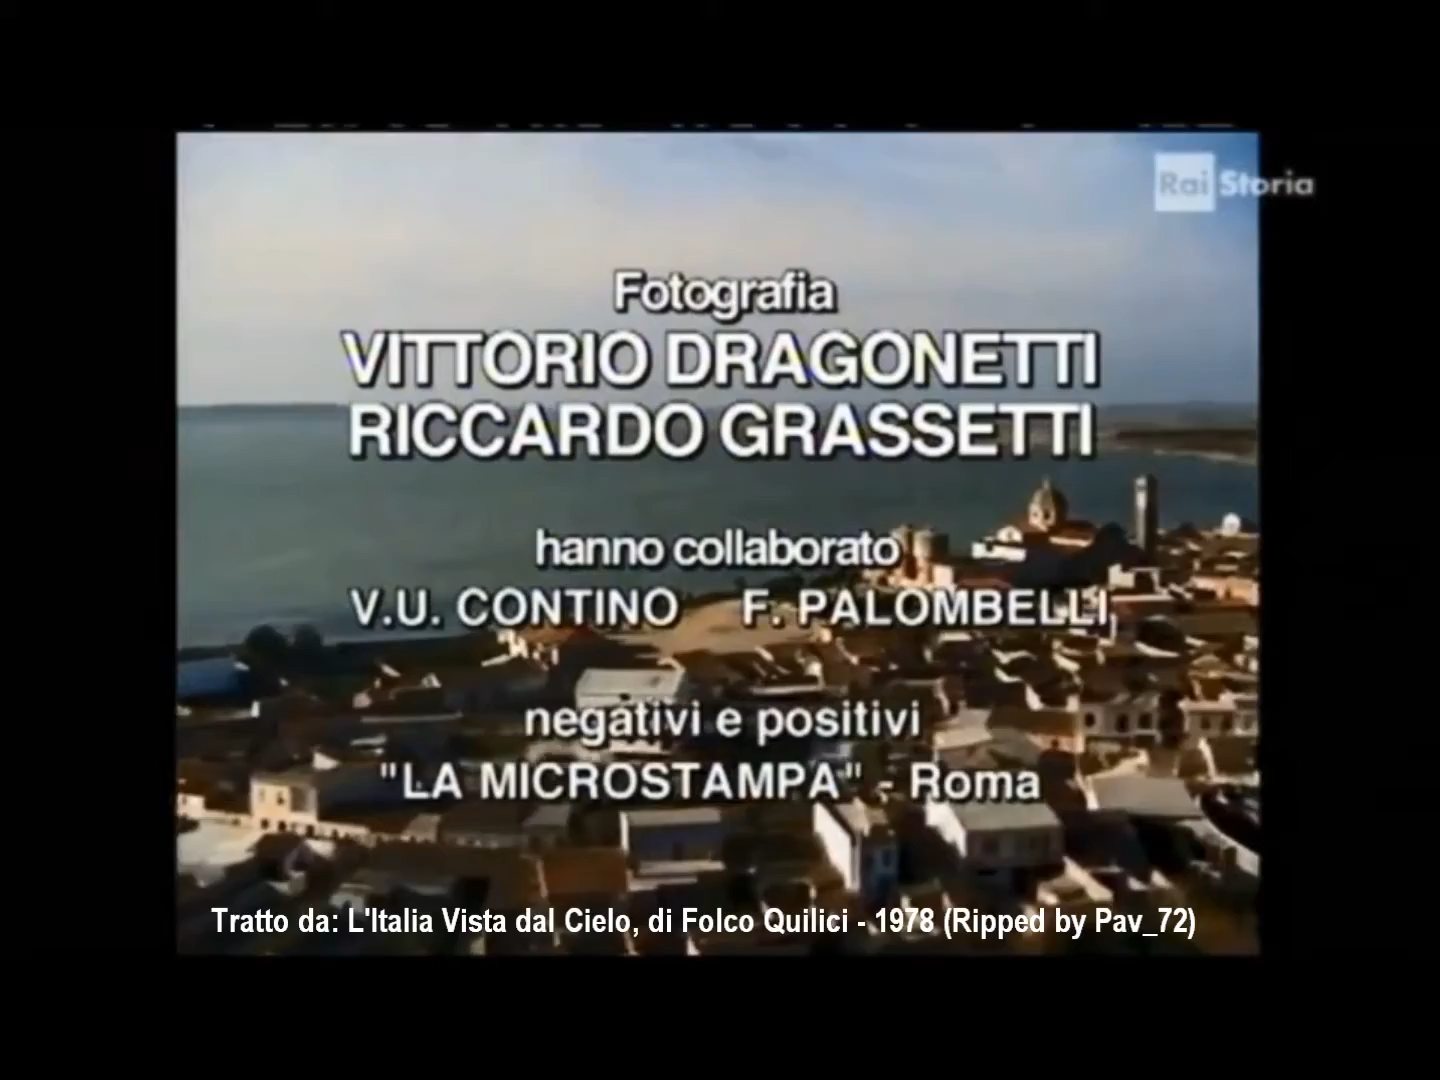 Rai Storia
Fotografia
VITTORIO DRAGONETTI
RICCARDO GRASSETTI
hanno collaborato
V.U. CONTINO F. PALOMBELLI
negativi e positivi
"LA MICROSTAMPA" - Roma
Tratto da: L'Italia Vista dal Cielo, di Folco Quilici - 1978 (Ripped by Pav_72)